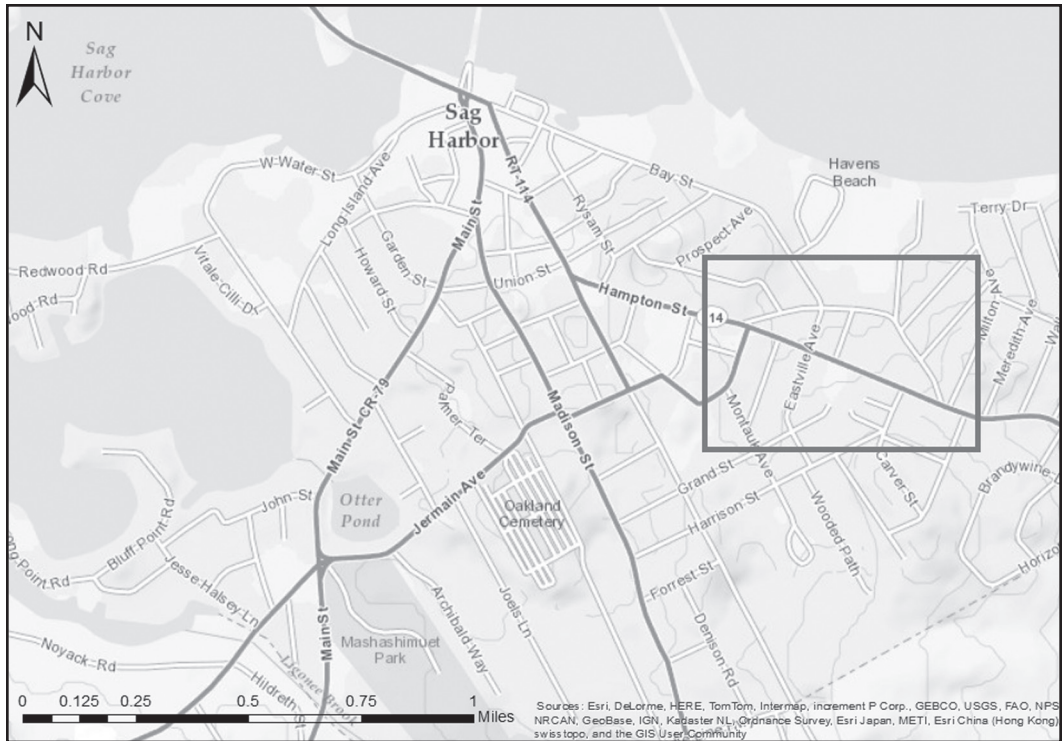 N
Sag
Harbor
Cove
Sag
Harbor
W Water St
Long Island Ave
RT-114
Bay St
Havens
Beach
Terry Dr
Rysam St
Prospect Ave
Main St
Garden St
Howard St
Union St
Redwood Rd
Vitale Cilli Dr
Hampton St
14
Milton Ave
Meredith Ave
Eastville Ave
Main St-CR-79
Palmer Ter
Madison St
Montauk Ave
Jermain Ave
Grand St
Carver St
Brandywine
John St
Otter
Pond
Oakland
Cemetery
Harrison St
Wooded Path
Bluff Point Rd
Point Rd
Jesse Halsey Ln
Forrest St
Archibald Way
Joels Ln
Denison Rd
Main St
Mashashimuet
Park
Noyack Rd
Ligonee Brook
Hildreth St
0 0.125 0.25 0.5 0.75 1
Miles
Sources: Esri, DeLorme, HERE, TomTom, Intermap, increment P Corp., GEBCO, USGS, FAO, NPS
NRCAN, GeoBase, IGN, Kadaster NL, Ordnance Survey, Esri Japan, METI, Esri China (Hong Kong)
swisstopo, and the GIS User Community